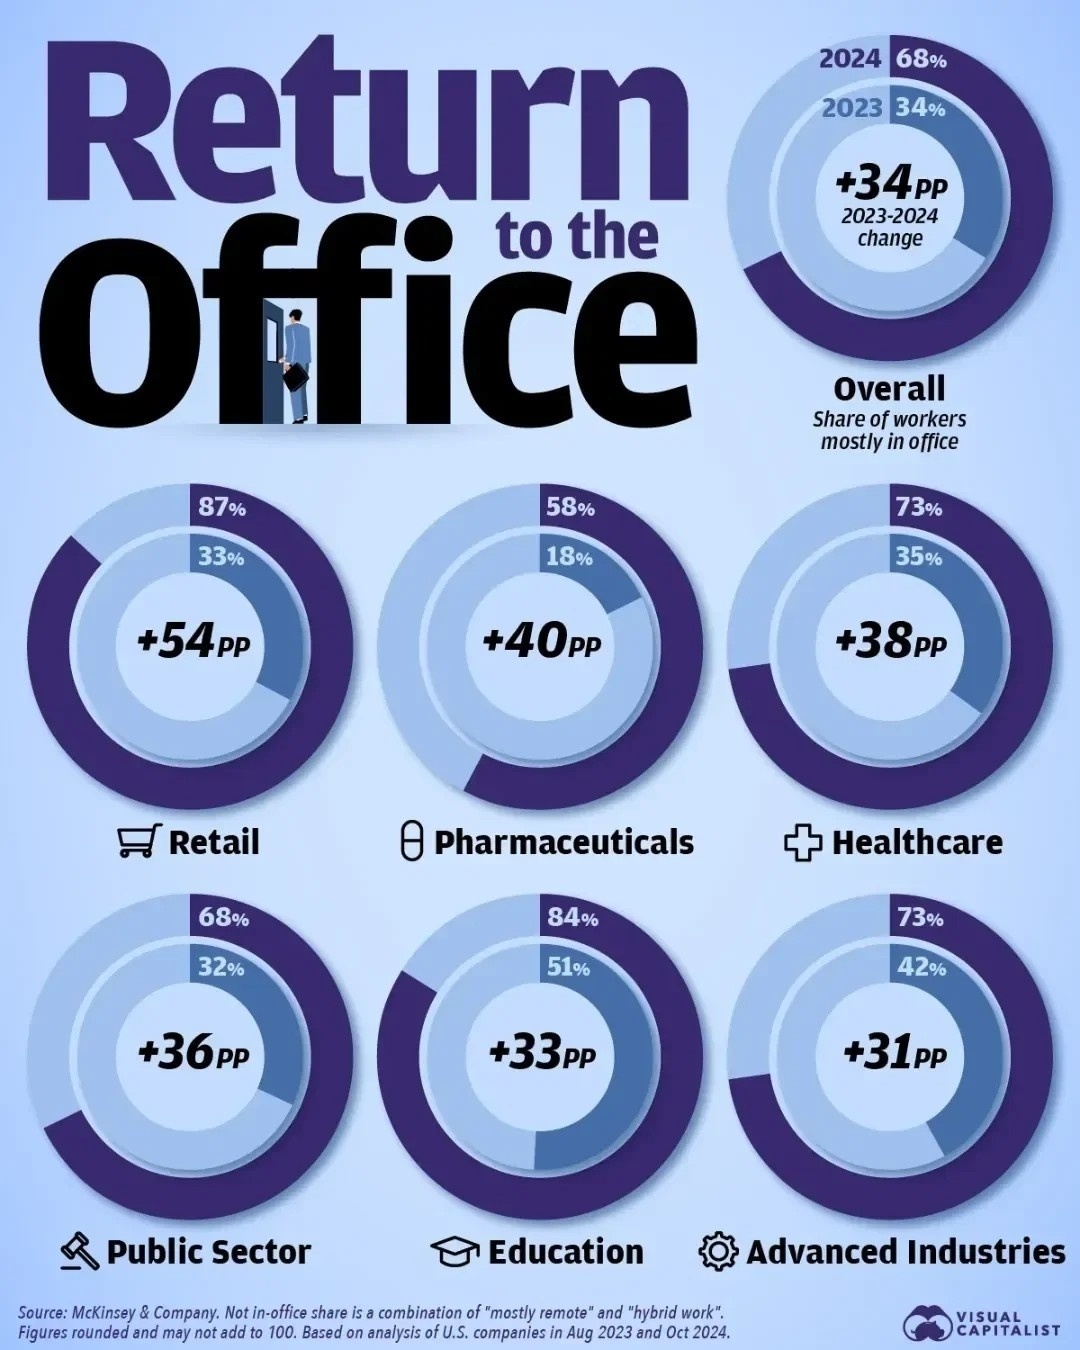 Return
to the
Office
2024 68%
2023 34%
+34PP
2023-2024
change
Overall
Share of workers
mostly in office
87%
33%
+54PP
Retail
58%
18%
+40PP
Pharmaceuticals
73%
35%
+38PP
Healthcare
68%
32%
+36PP
Public Sector
84%
51%
+33PP
Education
73%
42%
+31PP
Advanced Industries
Source: McKinsey & Company. Not in-office share is a combination of "mostly remote" and "hybrid work".
Figures rounded and may not add to 100. Based on analysis of U.S. companies in Aug 2023 and Oct 2024.
VISUAL
CAPITALIST